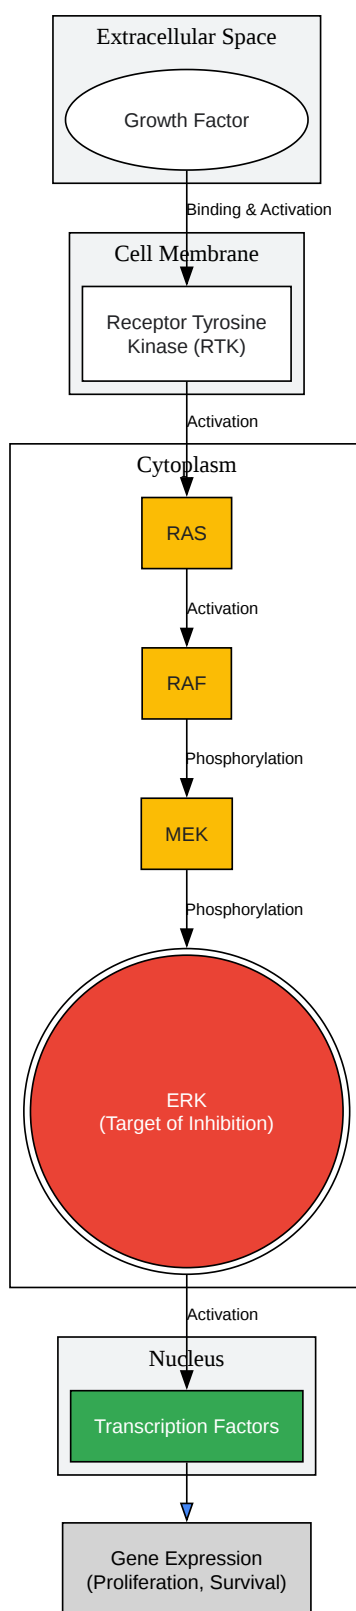 Extracellular Space
Growth Factor
Binding & Activation
Cell Membrane
Receptor Tyrosine
Kinase (RTK)
Activation
Cytoplasm
RAS
Activation
RAF
Phosphorylation
MEK
Phosphorylation
ERK
(Target of Inhibition)
Activation
Nucleus
Transcription Factors
Gene Expression
(Proliferation, Survival)